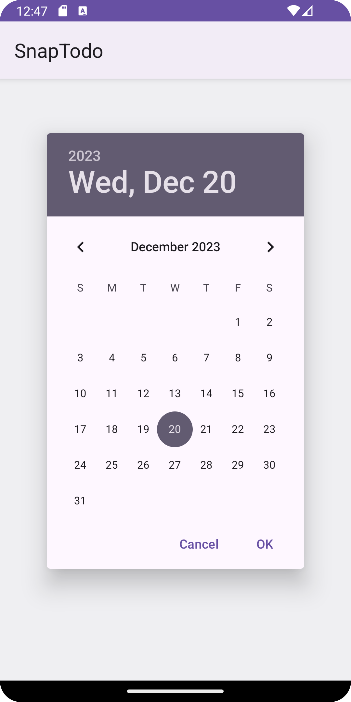 12:47
SnapTodo
2023
Wed, Dec 20
December 2023
S M T W T F S
1 2
3 4 5 6 7 8 9
10 11 12 13 14 15 16
17 18 19 20 21 22 23
24 25 26 27 28 29 30
31
Cancel OK